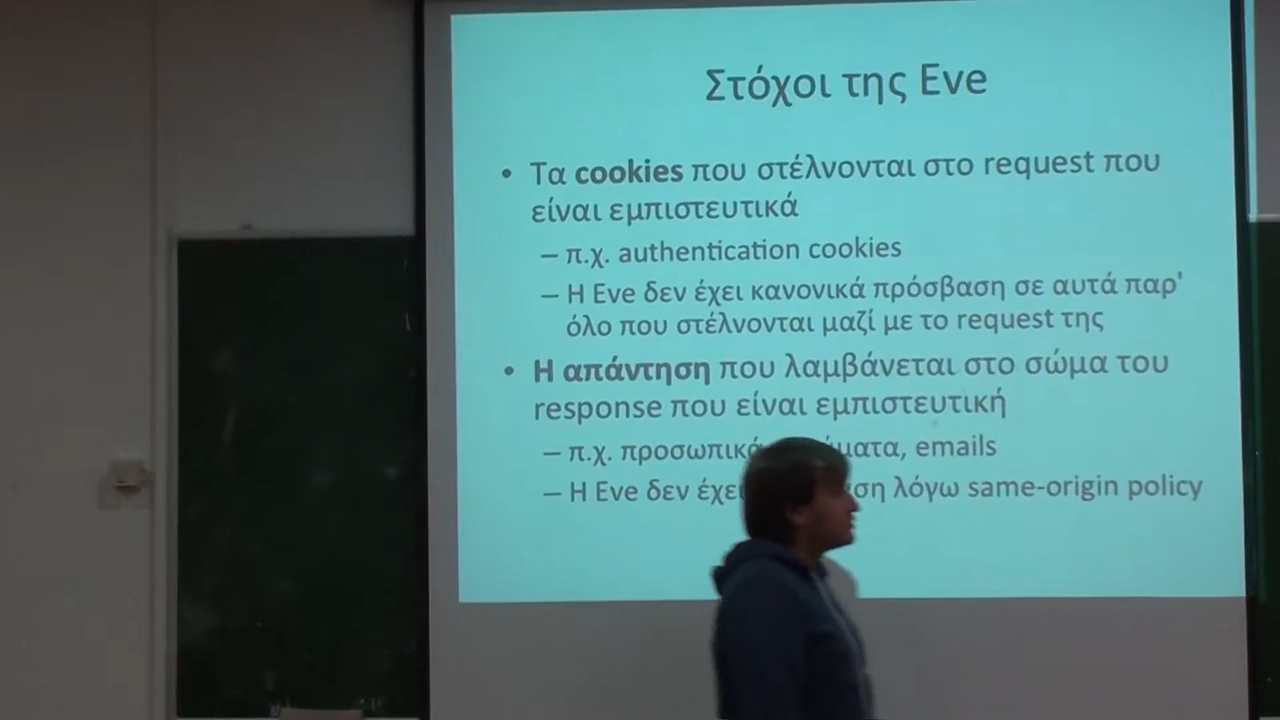 Στόχοι της Eve
• Τα cookies που στέλνονται στο request που
είναι εμπιστευτικά
– π.χ. authentication cookies
– Η Eve δεν έχει κανονικά πρόσβαση σε αυτά παρ'
όλο που στέλνονται μαζί με το request της
• Η απάντηση που λαμβάνεται στο σώμα του
response που είναι εμπιστευτική
– π.χ. προσωπικά emails
– Η Eve δεν έχει λόγω same-origin policy